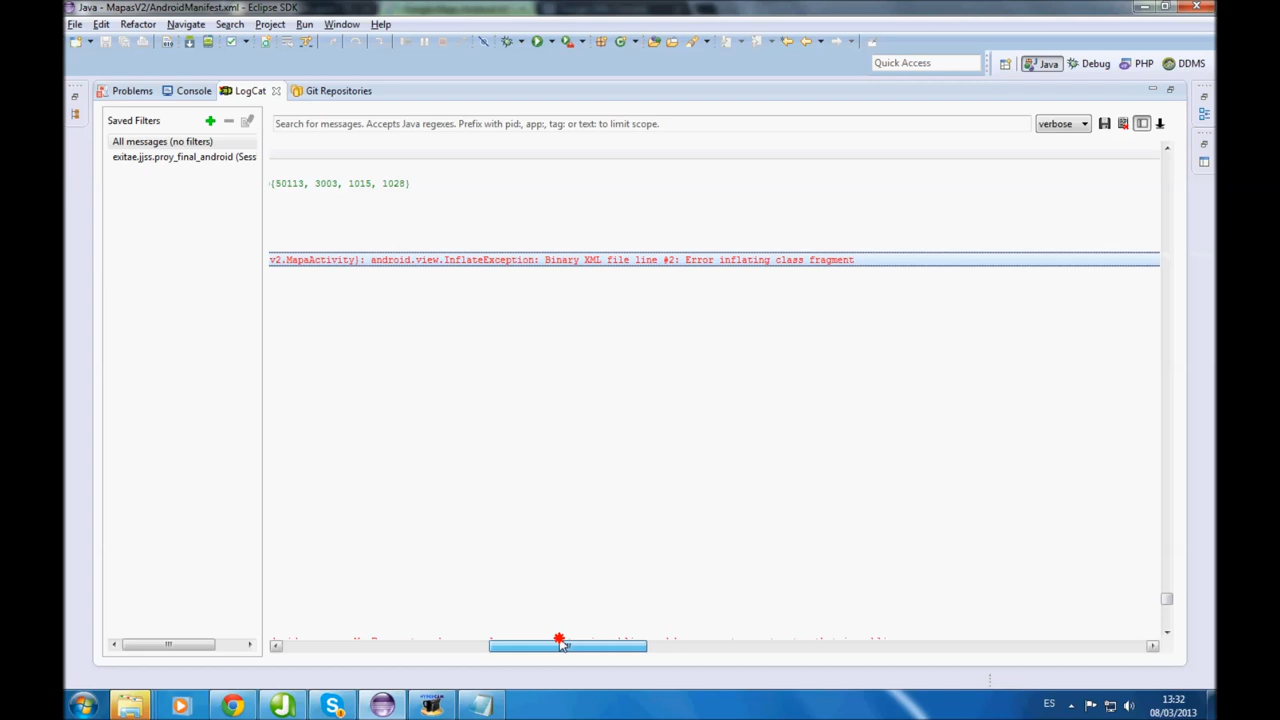 Java - MapasV2/AndroidManifest.xml - Eclipse SDK
File Edit Refactor Navigate Search Project Run Window Help
Quick Access
Java Debug PHP DDMS
Problems Console LogCat Git Repositories
Saved Filters
Search for messages. Accepts Java regexes. Prefix with pid:, app:, tag: or text: to limit scope.
verbose
All messages (no filters)
exitae.jjss.proy_final_android (Sess
{50113, 3003, 1015, 1028}
v2.MapaActivity}: android.view.InflateException: Binary XML file line #2: Error inflating class fragment
ES
13:32
08/03/2013